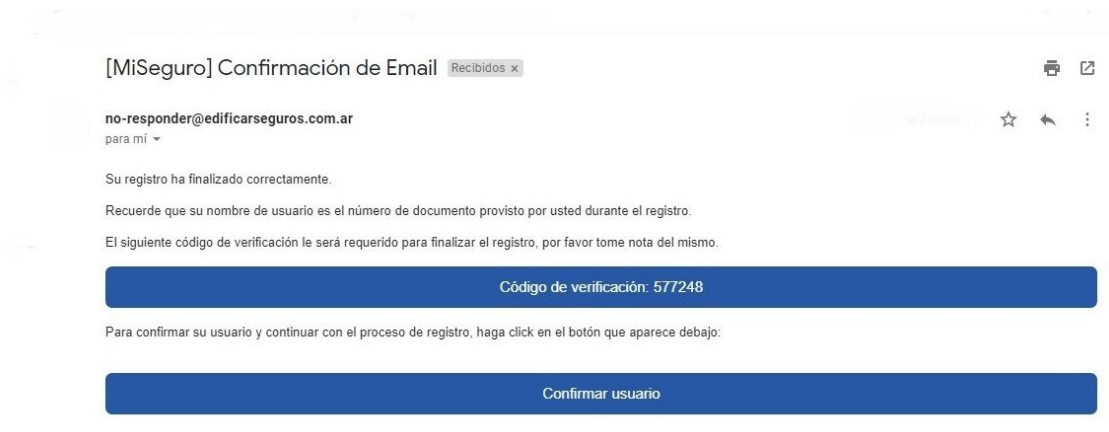 [MiSeguro] Confirmación de Email Recibidos x
no-responder@edificarseguros.com.ar
para mí
Su registro ha finalizado correctamente.
Recuerde que su nombre de usuario es el número de documento provisto por usted durante el registro.
El siguiente código de verificación le será requerido para finalizar el registro, por favor tome nota del mismo.
Código de verificación: 577248
Para confirmar su usuario y continuar con el proceso de registro, haga click en el botón que aparece debajo:
Confirmar usuario